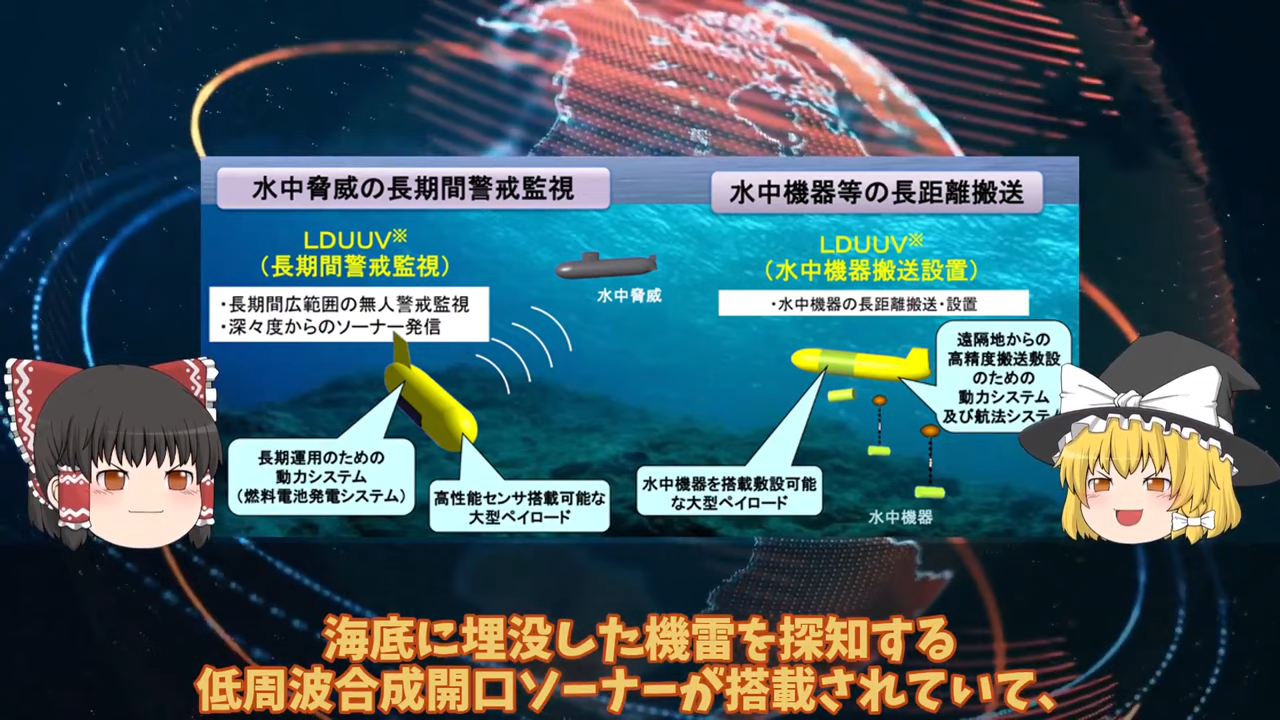 水中脅威の長期間警戒監視
LDUUV※
(長期間警戒監視)
・長期間広範囲の無人警戒監視
・深々度からのソーナー発信
水中脅威
長期運用のための
動力システム
(燃料電池発電システム)
高性能センサ搭載可能な
大型ペイロード
水中機器等の長距離搬送
LDUUV※
(水中機器搬送設置)
・水中機器の長距離搬送・設置
遠隔地からの
高精度搬送敷設
のための
動力システム
及び航法システム
水中機器を搭載敷設可能
な大型ペイロード
水中機器
海底に埋没した機雷を探知する
低周波合成開口ソーナーが搭載されていて、